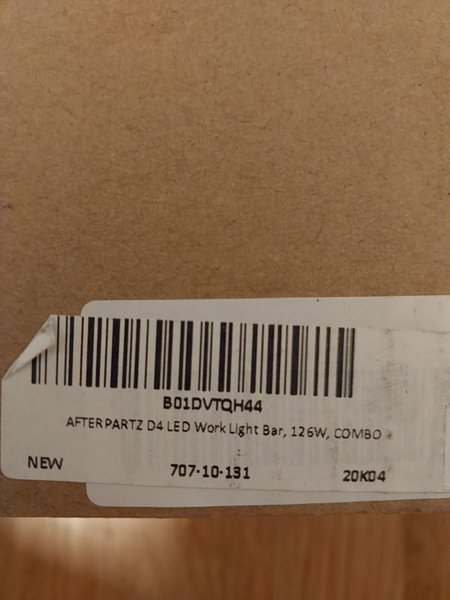 B01DVTQH44
AFTERPARTZ D4 LED Work Light Bar, 126W, COMBO
NEW 707-10-131 20K04